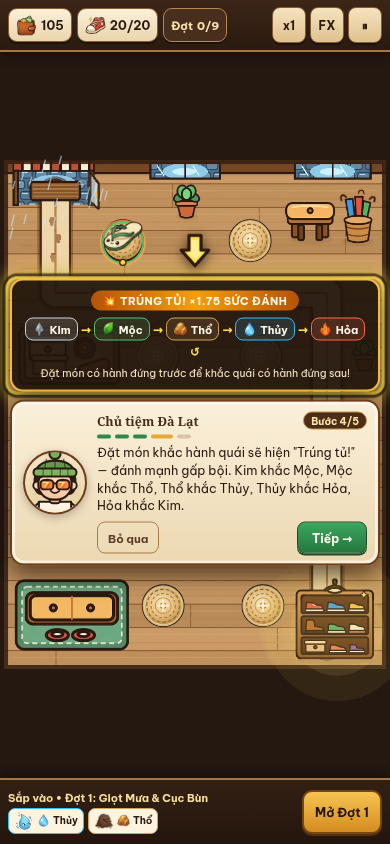 105
20/20
Đợt 0/9
x1
FX
TRÚNG TỦ! ×1.75 SỨC ĐÁNH
Kim → Mộc → Thổ → Thủy → Hỏa
↺
Đặt món có hành đứng trước để khắc quái có hành đứng sau!
Chủ tiệm Đà Lạt
Bước 4/5
Đặt món khắc hành quái sẽ hiện "Trúng tủ!"
— đánh mạnh gấp bội. Kim khắc Mộc, Mộc
khắc Thổ, Thổ khắc Thủy, Thủy khắc Hỏa,
Hỏa khắc Kim.
Bỏ qua
Tiếp →
Sắp vào • Đợt 1: Giọt Mưa & Cục Bùn
Thủy
Thổ
Mở Đợt 1